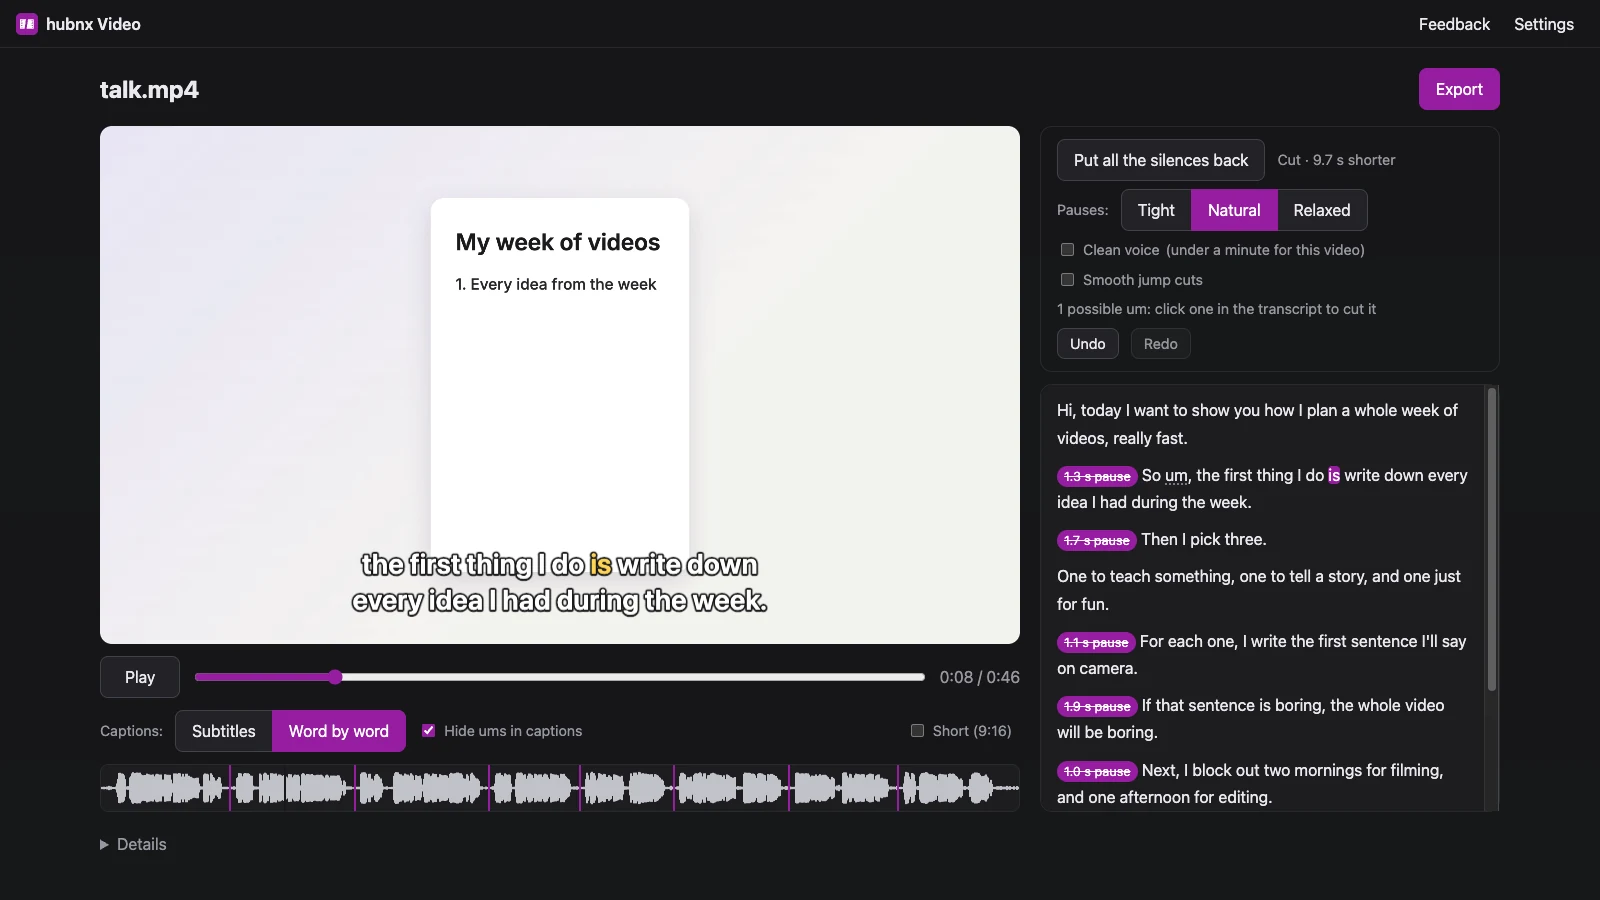 hubnx Video
Feedback
Settings
talk.mp4
Export
My week of videos
1. Every idea from the week
the first thing I do is write down
every idea I had during the week.
Play
0:08 / 0:46
Captions:
Subtitles
Word by word
Hide ums in captions
Short (9:16)
Details
Put all the silences back
Cut · 9.7 s shorter
Pauses:
Tight
Natural
Relaxed
Clean voice (under a minute for this video)
Smooth jump cuts
1 possible um: click one in the transcript to cut it
Undo
Redo
Hi, today I want to show you how I plan a whole week of
videos, really fast.
1.3 s pause So um, the first thing I do is write down every
idea I had during the week.
1.7 s pause Then I pick three.
One to teach something, one to tell a story, and one just
for fun.
1.1 s pause For each one, I write the first sentence I'll say
on camera.
1.9 s pause If that sentence is boring, the whole video
will be boring.
1.0 s pause Next, I block out two mornings for filming,
and one afternoon for editing.